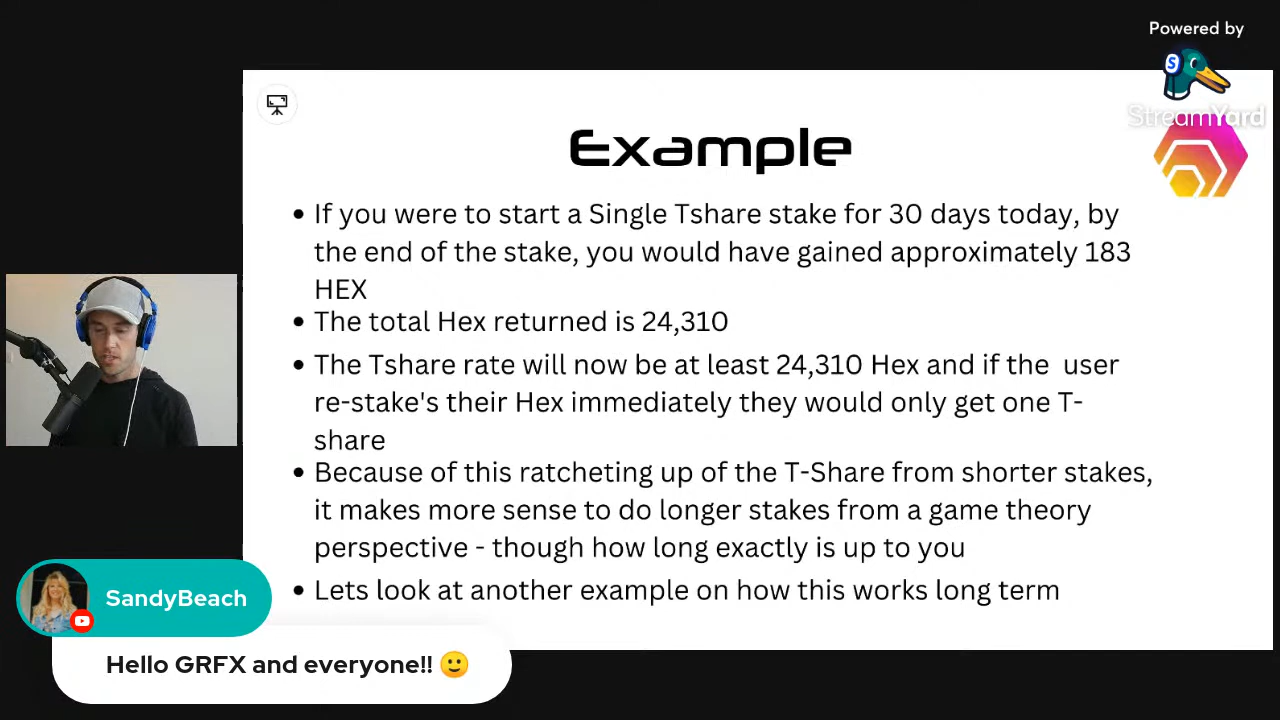 Powered by
S
StreamYard
Example
• If you were to start a Single Tshare stake for 30 days today, by
the end of the stake, you would have gained approximately 183
HEX
• The total Hex returned is 24,310
• The Tshare rate will now be at least 24,310 Hex and if the user
re-stake's their Hex immediately they would only get one T-
share
• Because of this ratcheting up of the T-Share from shorter stakes,
it makes more sense to do longer stakes from a game theory
perspective - though how long exactly is up to you
• Lets look at another example on how this works long term
SandyBeach
Hello GRFX and everyone!! 🙂